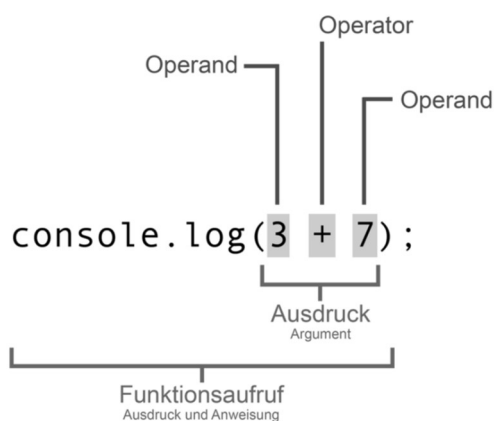 Operator
Operand
Operand
console.log(3 + 7);
Ausdruck
Argument
Funktionsaufruf
Ausdruck und Anweisung